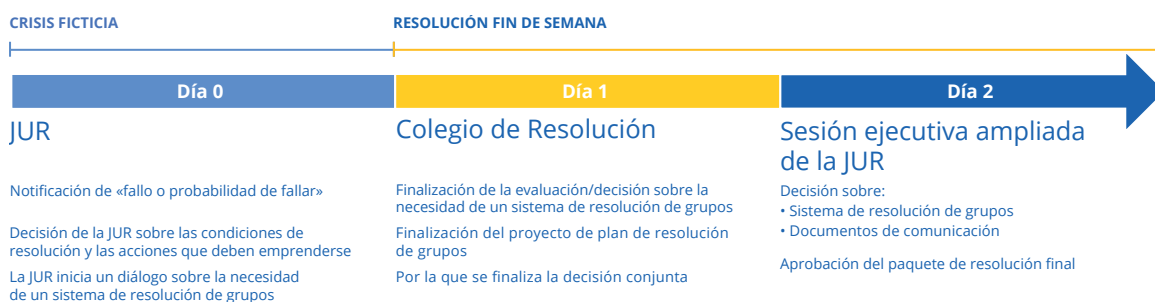 CRISIS FICTICIA
RESOLUCIÓN FIN DE SEMANA
Día 0
Día 1
Día 2
JUR
Notificación de «fallo o probabilidad de fallar»
Decisión de la JUR sobre las condiciones de
resolución y las acciones que deben emprenderse
La JUR inicia un diálogo sobre la necesidad
de un sistema de resolución de grupos
Colegio de Resolución
Finalización de la evaluación/decisión sobre la
necesidad de un sistema de resolución de grupos
Finalización del proyecto de plan de resolución
de grupos
Por la que se finaliza la decisión conjunta
Sesión ejecutiva ampliada
de la JUR
Decisión sobre:
• Sistema de resolución de grupos
• Documentos de comunicación
Aprobación del paquete de resolución final